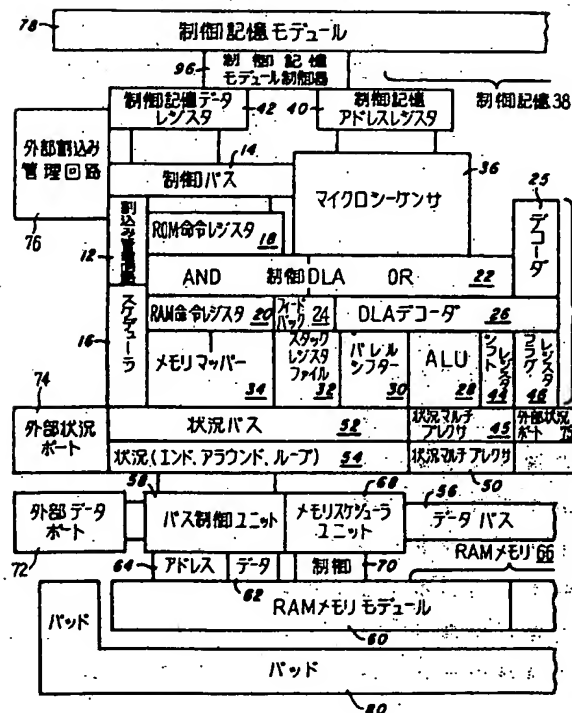 78
制御記憶モジュール
96
制御記憶
モジュール制御器
制御記憶データ
レジスタ
42
40
制御記憶
アドレスレジスタ
制御記憶38
14
36
25
外部割込み
管理回路
76
制御バス
マイクロシーケンサ
デコーダ
12
ROM命令レジスタ
18
AND 制御DLA OR
22
スケデューラ
16
RAM命令レジスタ
20
フィード
バック
24
DLAデコーダ
26
メモリマッパー
34
スタック
レジスタ
ファイル
32
バレル
シフター
30
ALU
28
シフト
レジスタ
44
フラグ
レジスタ
46
74
外部状況
ポート
状況バス
52
状況マルチ
プレクサ
45
外部状況
ポート
75
状況(エンド、アラウンド、ループ)
54
状況マルチプレクサ
50
58
68
56
外部データ
ポート
72
バス制御ユニット
メモリスケジューラ
ユニット
データバス
RAMメモリ66
64
アドレス
データ
62
制御
70
RAMメモリモジュール
60
パッド
パッド
80